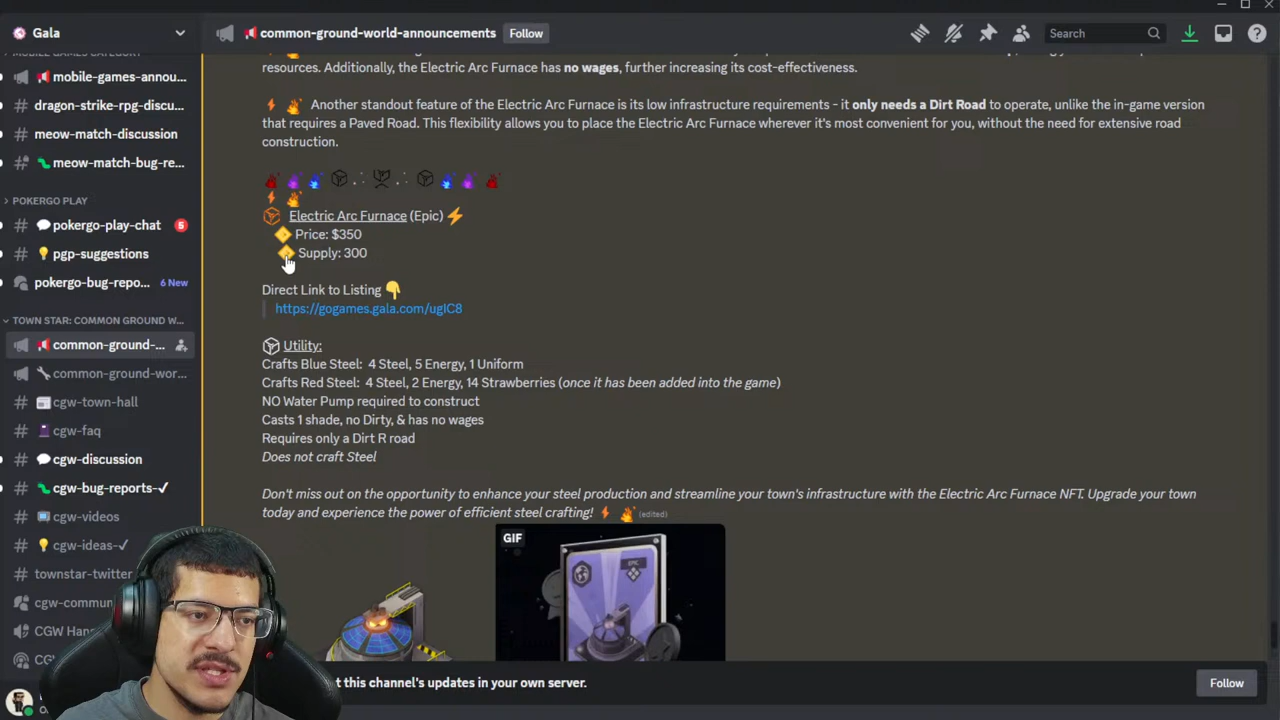 Gala
common-ground-world-announcements
Follow
Search
MOBILE GAMES CATEGORY
mobile-games-annou...
dragon-strike-rpg-discu...
meow-match-discussion
meow-match-bug-re...
POKERGO PLAY
pokergo-play-chat
5
pgp-suggestions
pokergo-bug-repo...
6 New
TOWN STAR: COMMON GROUND W...
common-ground-...
common-ground-wor...
cgw-town-hall
cgw-faq
cgw-discussion
cgw-bug-reports-✓
cgw-videos
cgw-ideas-✓
townstar-twitter
cgw-commun
CGW Han
resources. Additionally, the Electric Arc Furnace has no wages, further increasing its cost-effectiveness.
Another standout feature of the Electric Arc Furnace is its low infrastructure requirements - it only needs a Dirt Road to operate, unlike the in-game version
that requires a Paved Road. This flexibility allows you to place the Electric Arc Furnace wherever it's most convenient for you, without the need for extensive road
construction.
Electric Arc Furnace (Epic)
Price: $350
Supply: 300
Direct Link to Listing
https://gogames.gala.com/ugIC8
Utility:
Crafts Blue Steel: 4 Steel, 5 Energy, 1 Uniform
Crafts Red Steel: 4 Steel, 2 Energy, 14 Strawberries (once it has been added into the game)
NO Water Pump required to construct
Casts 1 shade, no Dirty, & has no wages
Requires only a Dirt R road
Does not craft Steel
Don't miss out on the opportunity to enhance your steel production and streamline your town's infrastructure with the Electric Arc Furnace NFT. Upgrade your town
today and experience the power of efficient steel crafting! (edited)
GIF
EPIC
t this channel's updates in your own server.
Follow